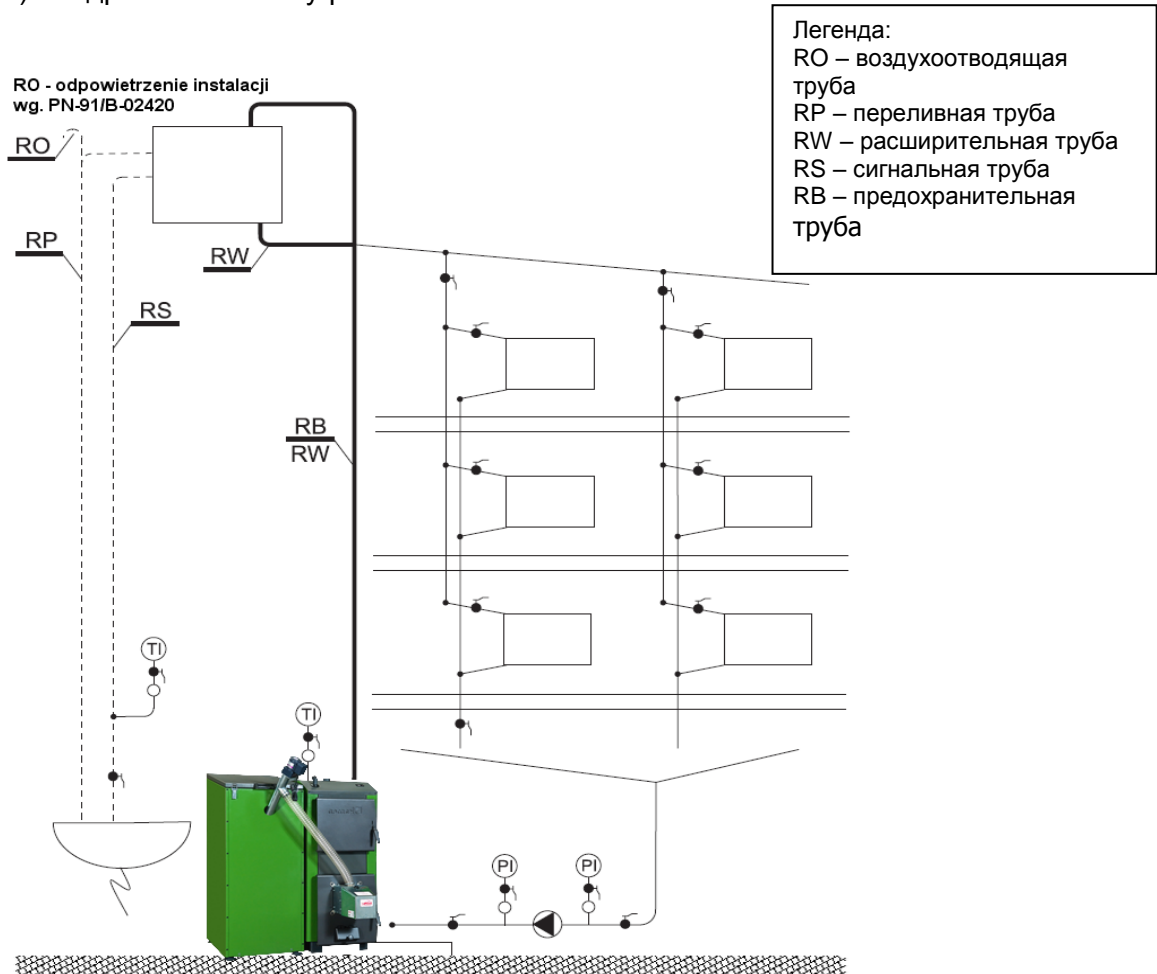 Легенда:
RO – воздухоотводящая
труба
RP – переливная труба
RW – расширительная труба
RS – сигнальная труба
RB – предохранительная
труба
RO - odpowietrzenie instalacji
wg. PN-91/B-02420
RO
RP
RW
RS
RB
RW
TI
TI
PI
PI